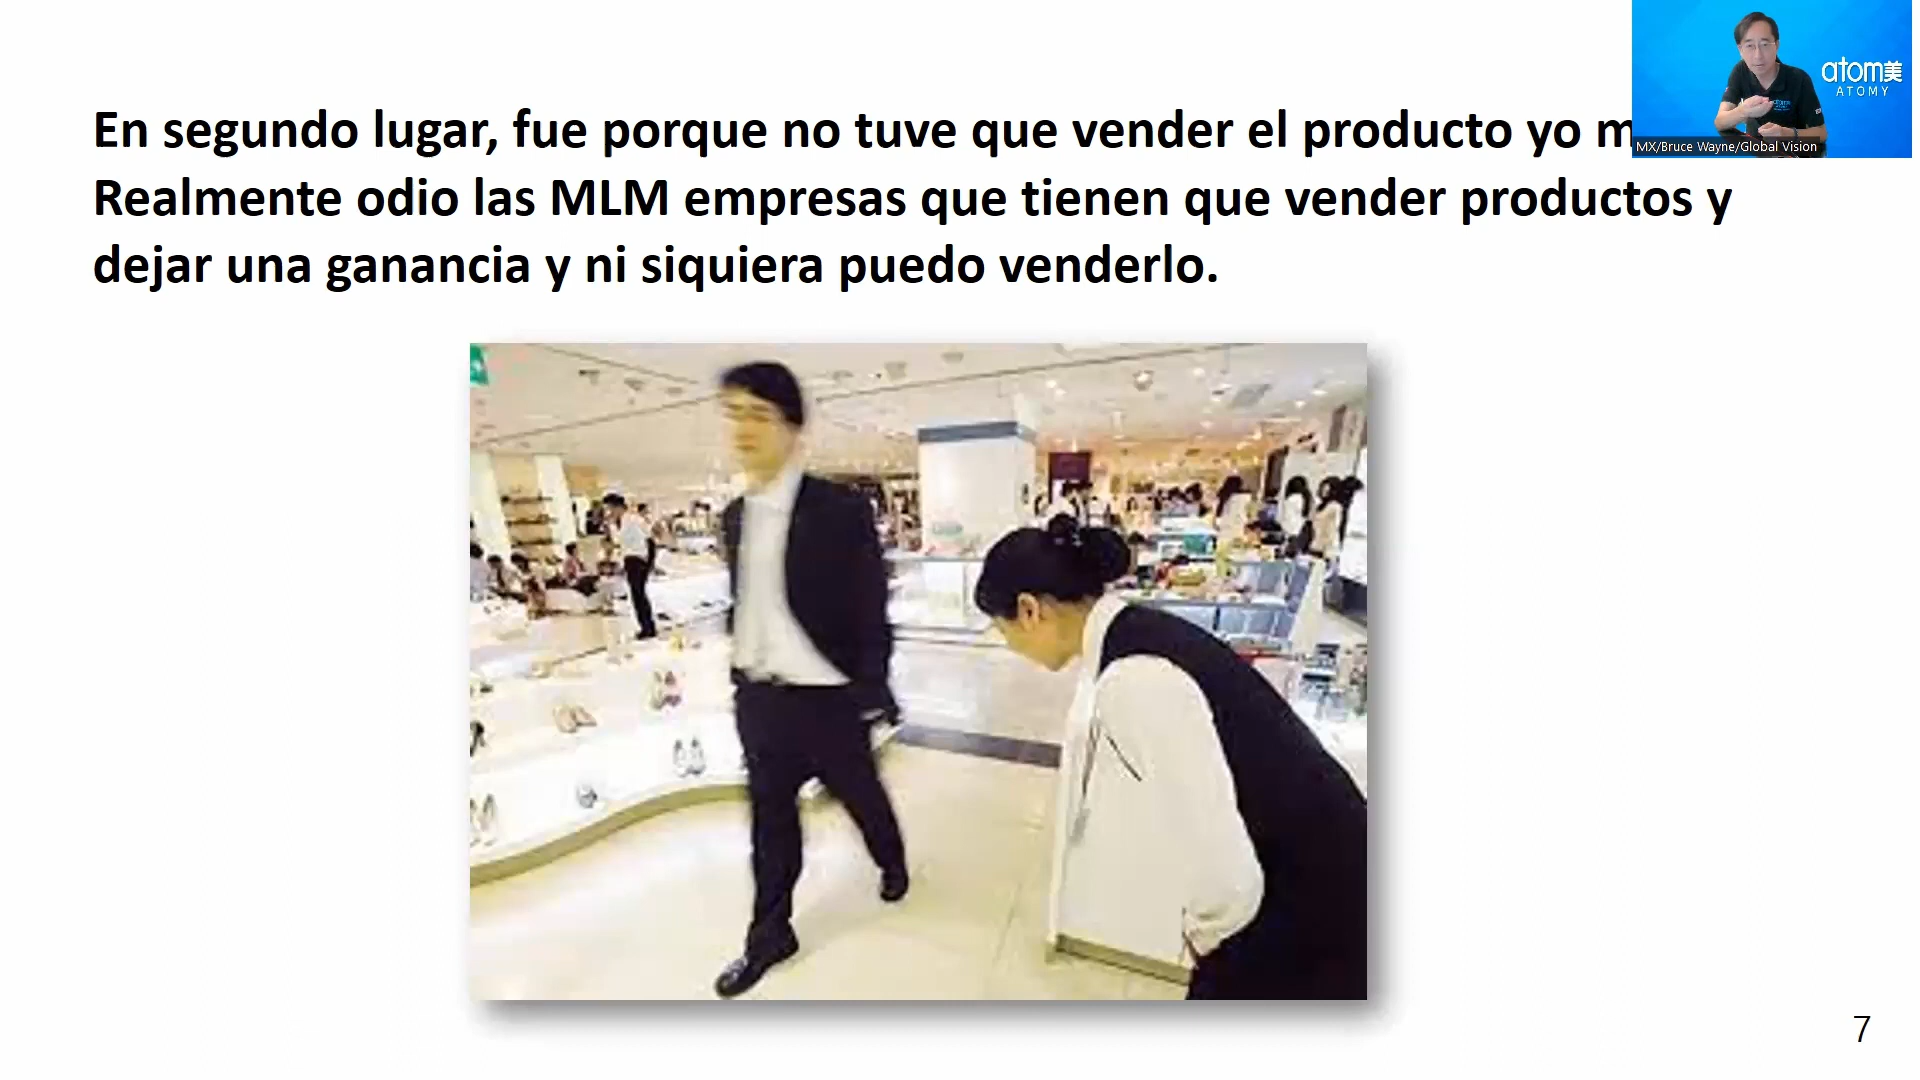 En segundo lugar, fue porque no tuve que vender el producto yo
Realmente odio las MLM empresas que tienen que vender productos y
dejar una ganancia y ni siquiera puedo venderlo.
atom美
ATOMY
MX/Bruce Wayne/Global Vision
7